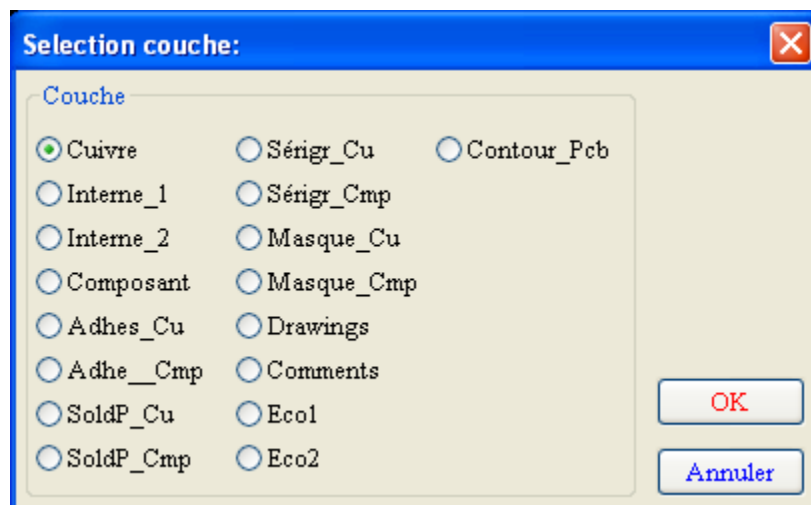 Selection couche:
Couche
Cuivre
Interne_1
Interne_2
Composant
Adhes_Cu
Adhe__Cmp
SoldP_Cu
SoldP_Cmp
Sérigr_Cu
Sérigr_Cmp
Masque_Cu
Masque_Cmp
Drawings
Comments
Eco1
Eco2
Contour_Pcb
OK
Annuler